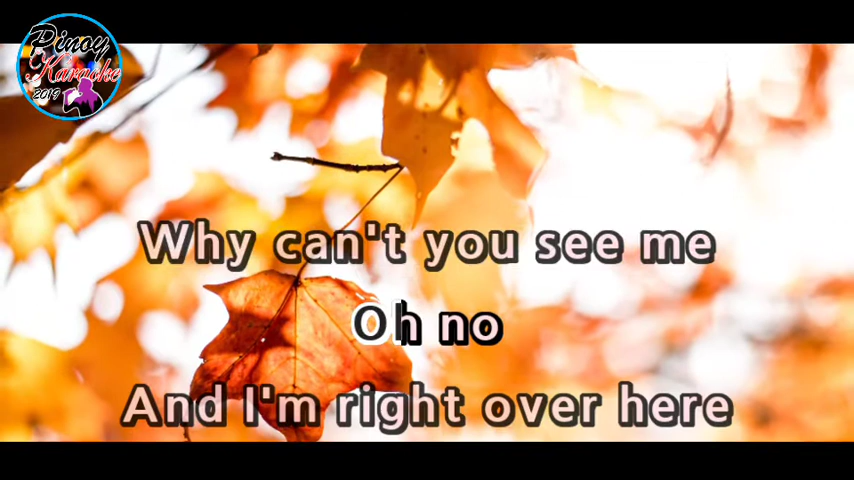 Pinoy
Karaoke
2019
Why can't you see me
Oh no
And I'm right over here